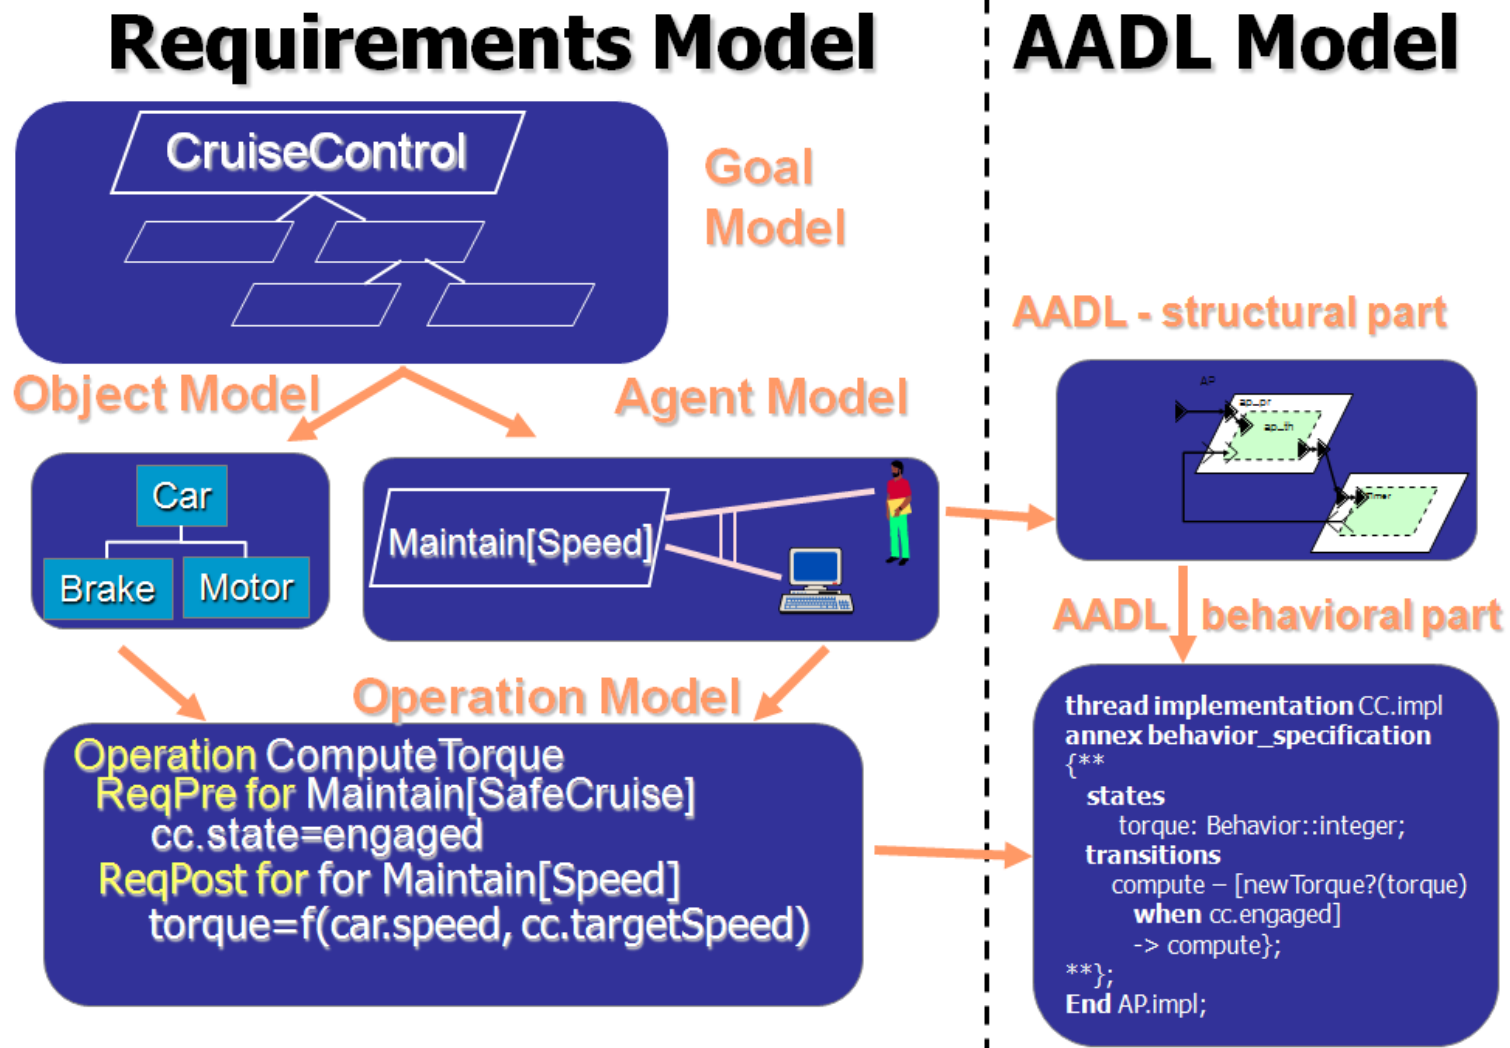 Requirements Model
AADL Model
CruiseControl
Goal
Model
Object Model
Agent Model
Car
Brake
Motor
Maintain[Speed]
Operation Model
Operation ComputeTorque
ReqPre for Maintain[SafeCruise]
cc.state=engaged
ReqPost for for Maintain[Speed]
torque=f(car.speed, cc.targetSpeed)
AADL - structural part
AP
ap_pr
ap_th
AADL behavioral part
thread implementation CC.impl
annex behavior_specification
{**
states
torque: Behavior::integer;
transitions
compute – [newTorque?(torque)
when cc.engaged]
-> compute};
**};
End AP.impl;